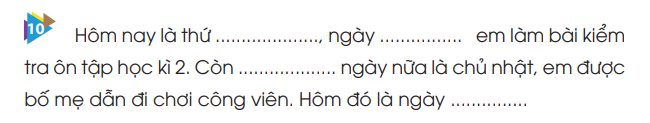 10 Hôm nay là thứ ...................., ngày ................ em làm bài kiểm
tra ôn tập học kì 2. Còn ................... ngày nữa là chủ nhật, em được
bố mẹ dẫn đi chơi công viên. Hôm đó là ngày ...............